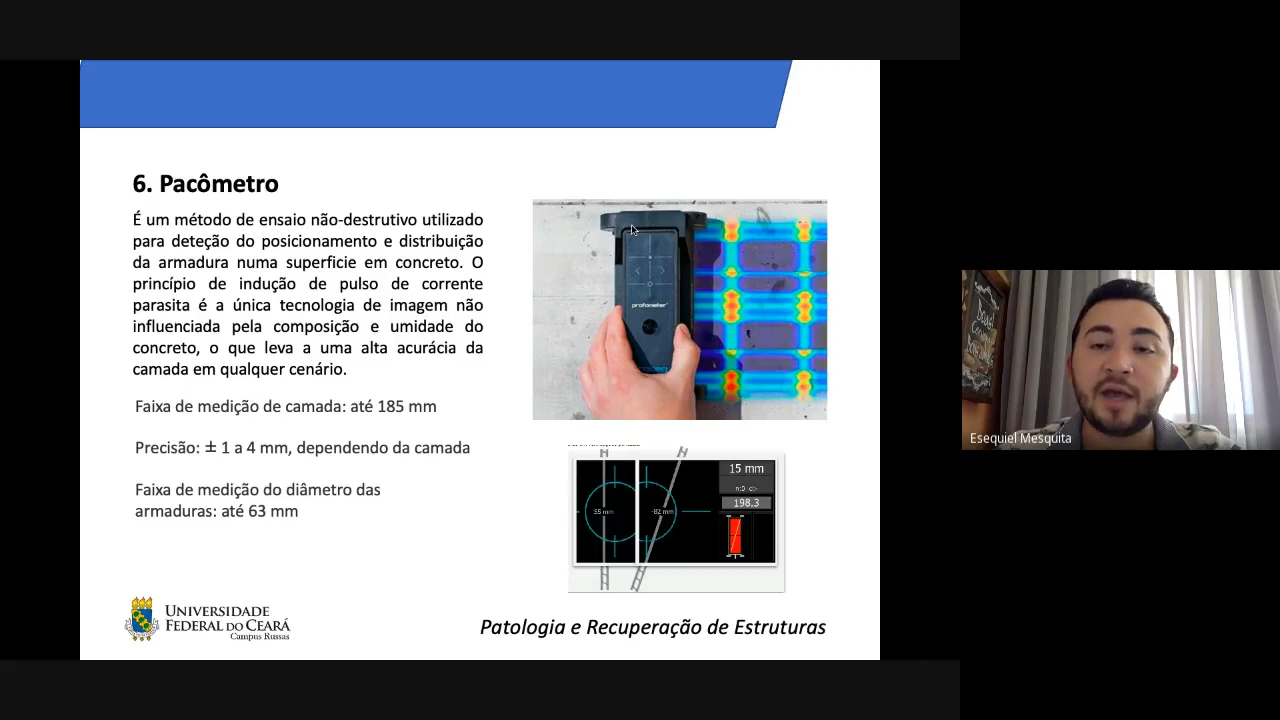 6. Pacômetro
É um método de ensaio não-destrutivo utilizado
para deteção do posicionamento e distribuição
da armadura numa superficie em concreto. O
princípio de indução de pulso de corrente
parasita é a única tecnologia de imagem não
influenciada pela composição e umidade do
concreto, o que leva a uma alta acurácia da
camada em qualquer cenário.
Faixa de medição de camada: até 185 mm
Precisão: ± 1 a 4 mm, dependendo da camada
Faixa de medição do diâmetro das
armaduras: até 63 mm
profometer
55 mm
-82 mm
15 mm
198.3
UNIVERSIDADE
FEDERAL DO CEARÁ
Campus Russas
Patologia e Recuperação de Estruturas
Esequiel Mesquita